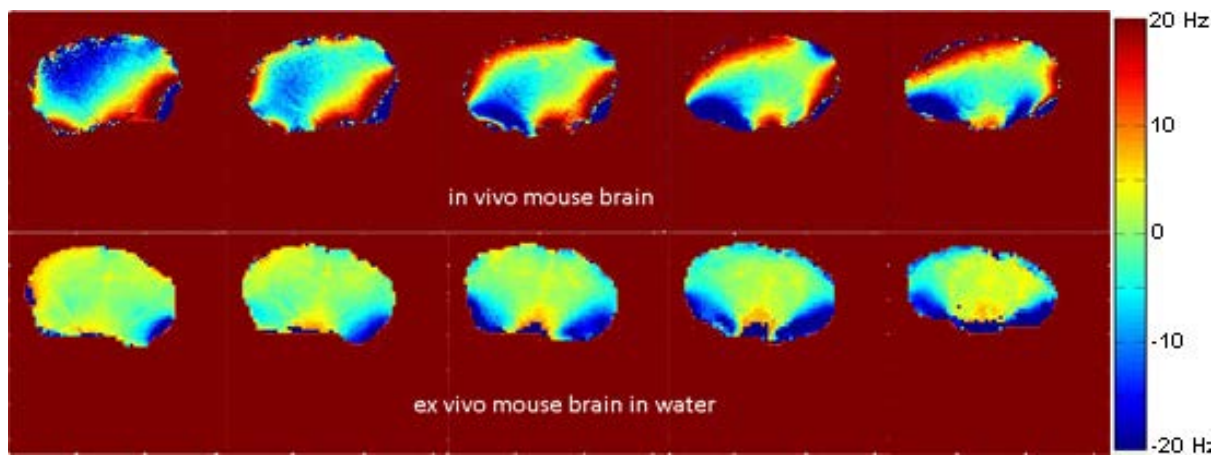 20 Hz
10
in vivo mouse brain
0
-10
ex vivo mouse brain in water
-20 Hz